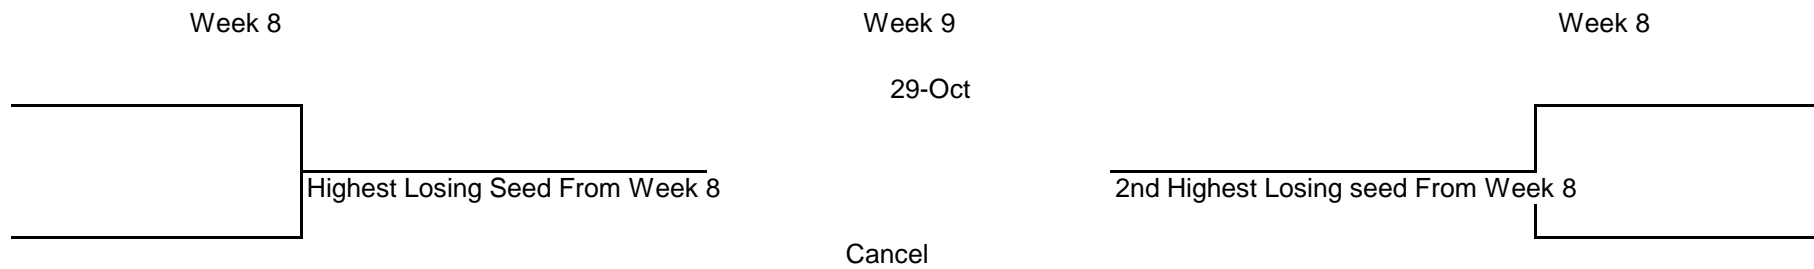 Week 8 Week 9 Week 8
29-Oct
Highest Losing Seed From Week 8 2nd Highest Losing seed From Week 8
Cancel